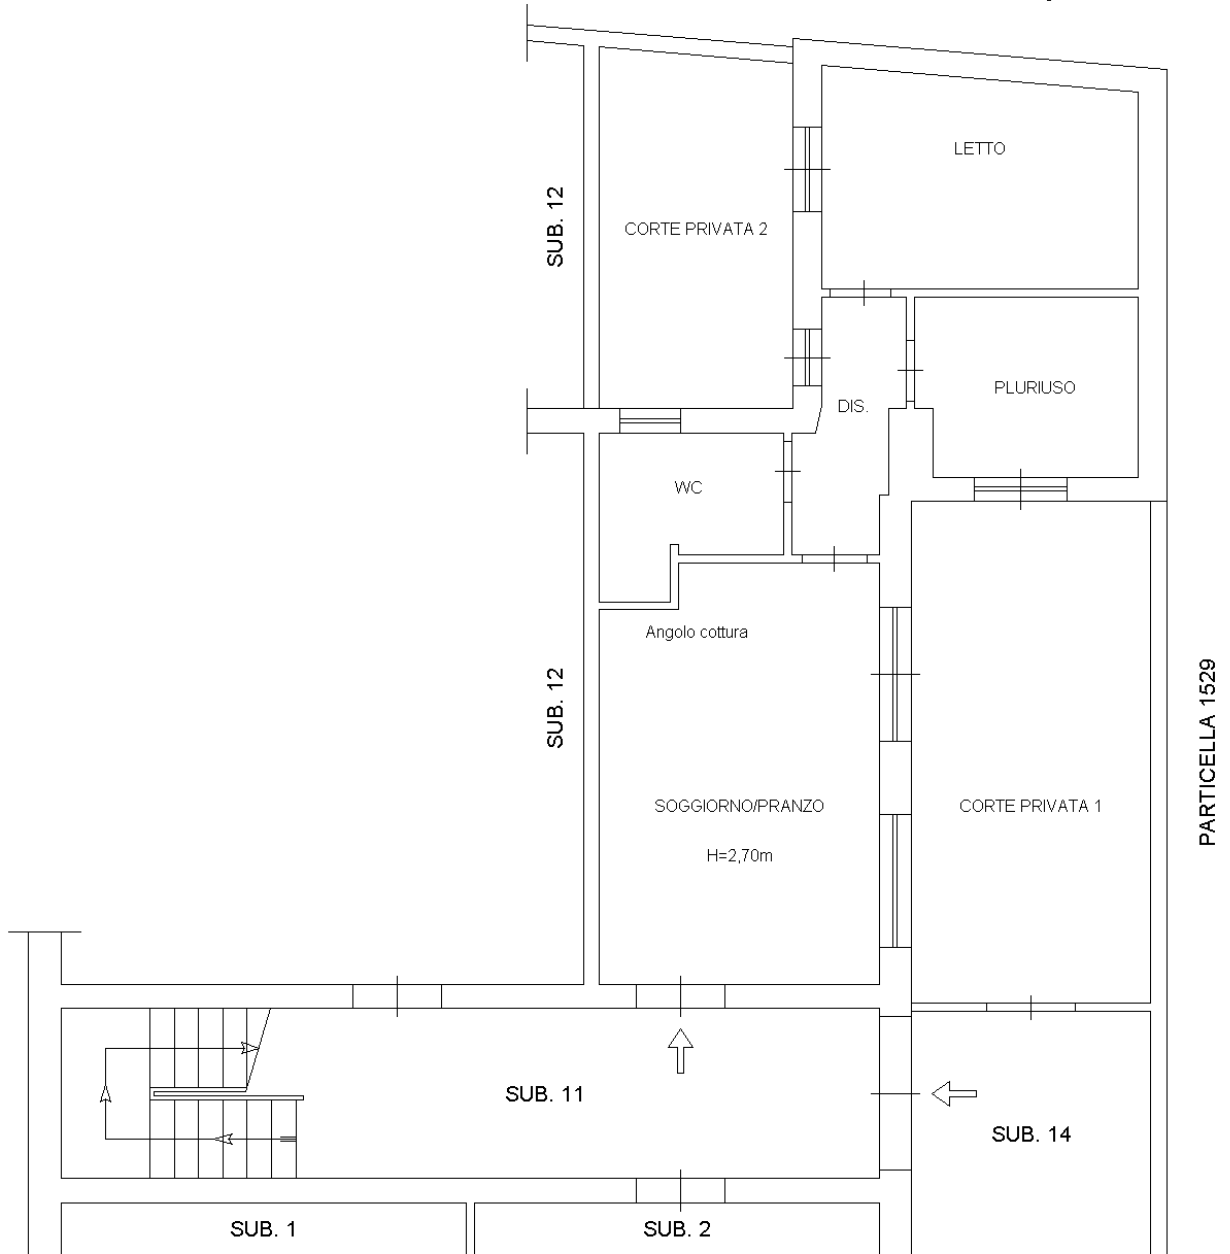 LETTO
SUB. 12
CORTE PRIVATA 2
PLURIUSO
DIS.
WC
Angolo cottura
SUB. 12
PARTICELLA 1529
SOGGIORNO/PRANZO
CORTE PRIVATA 1
H=2,70m
SUB. 11
SUB. 14
SUB. 1
SUB. 2